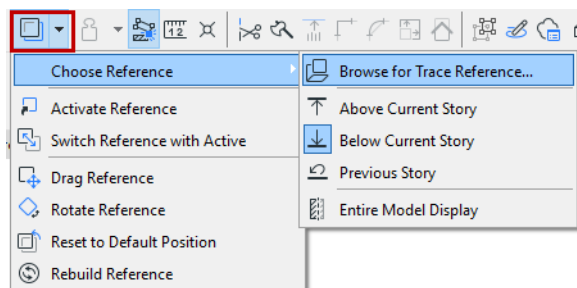 12
Choose Reference
Activate Reference
Switch Reference with Active
Drag Reference
Rotate Reference
Reset to Default Position
Rebuild Reference
Browse for Trace Reference...
Above Current Story
Below Current Story
Previous Story
Entire Model Display